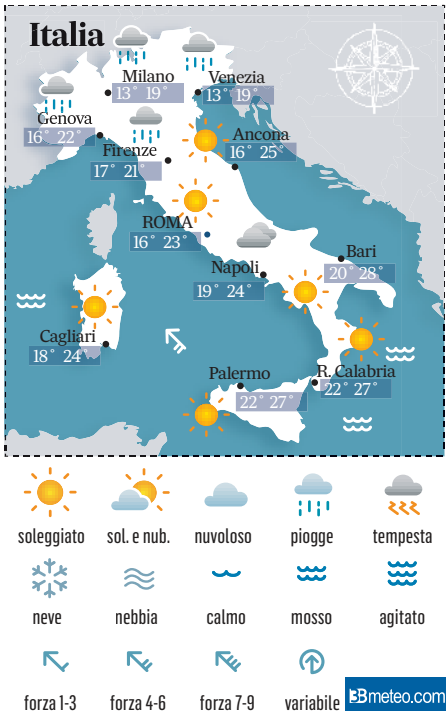 Italia
Milano
13° 19°
Venezia
13° 19°
Genova
16° 22°
Firenze
17° 21°
Ancona
16° 25°
ROMA
16° 23°
Napoli
19° 24°
Bari
20° 28°
Cagliari
18° 24°
Palermo
22° 27°
R. Calabria
22° 27°
soleggiato sol. e nub. nuvoloso piogge tempesta
neve nebbia calmo mosso agitato
forza 1-3 forza 4-6 forza 7-9 variabile
3Bmeteo.com